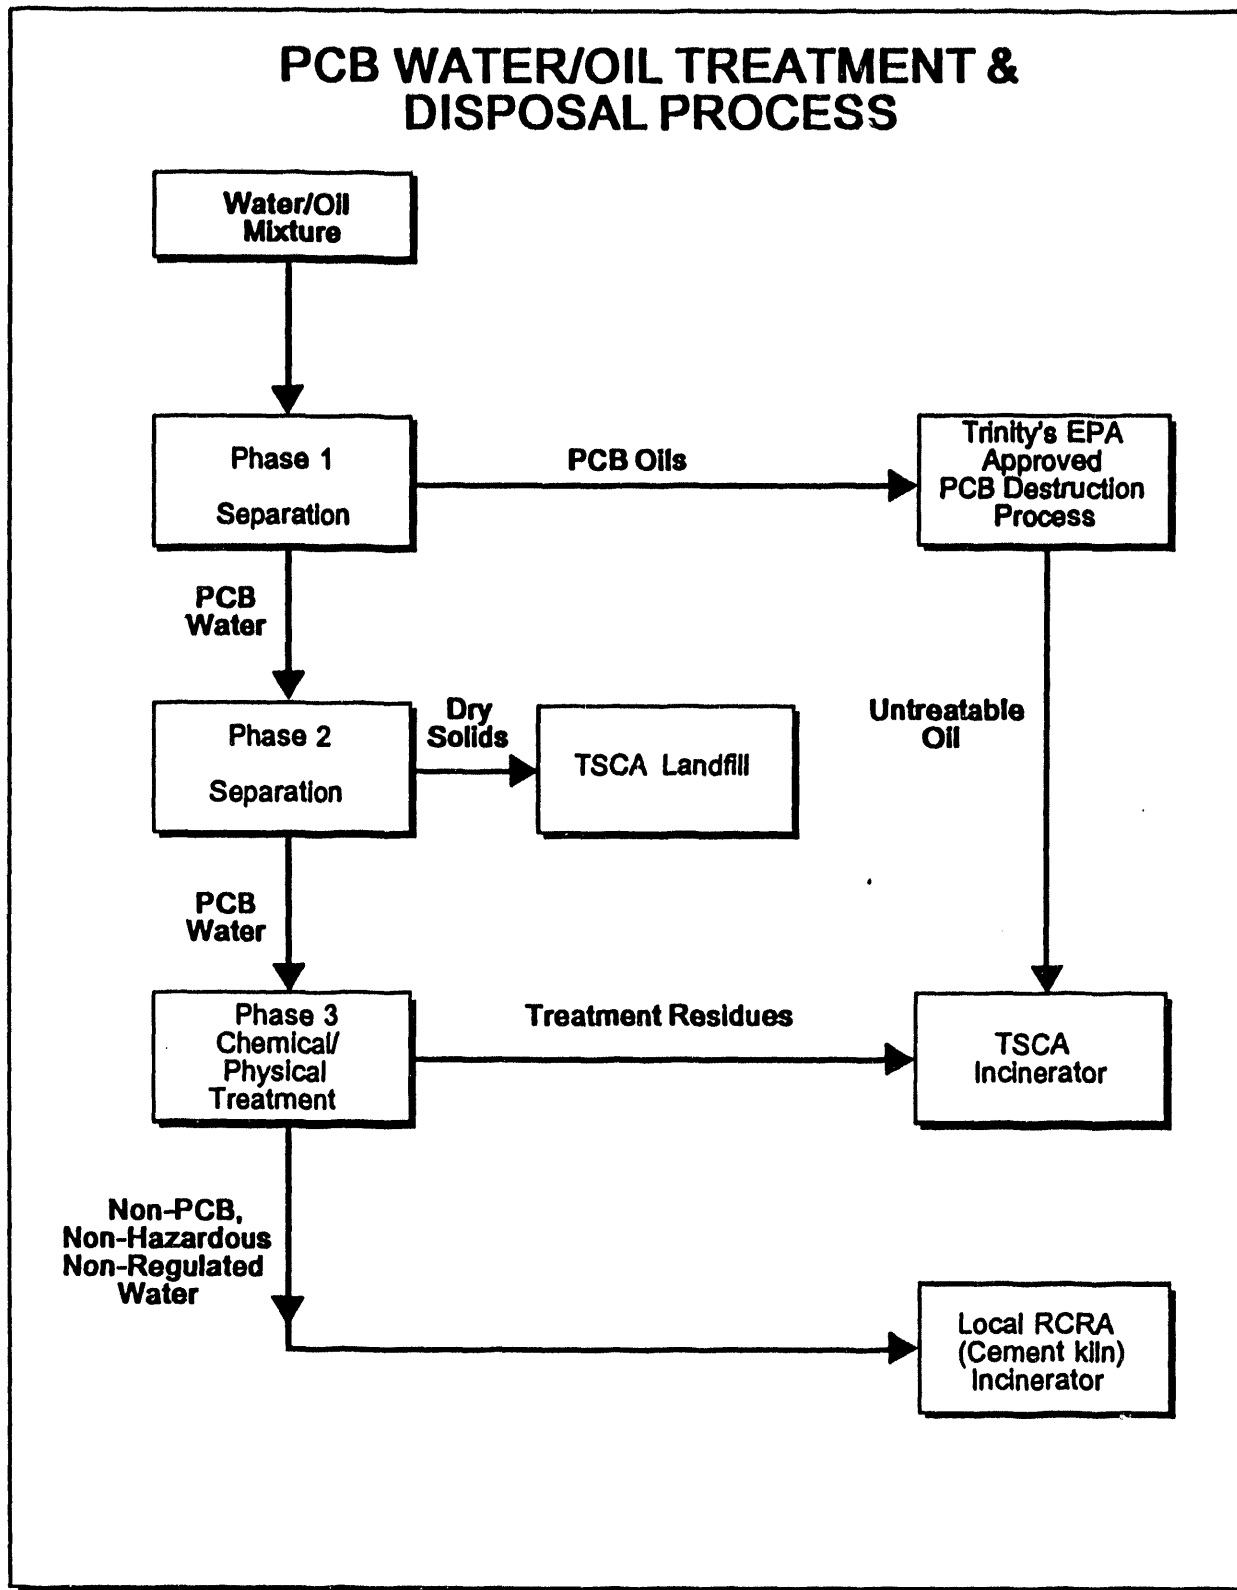 PCB WATER/OIL TREATMENT &
DISPOSAL PROCESS
Water/Oil
Mixture
Phase 1
Separation
PCB Oils
Trinity's EPA
Approved
PCB Destruction
Process
PCB
Water
Phase 2
Separation
Dry
Solids
TSCA Landfill
Untreatable
Oil
PCB
Water
Phase 3
Chemical/
Physical
Treatment
Treatment Residues
TSCA
Incinerator
Non-PCB,
Non-Hazardous
Non-Regulated
Water
Local RCRA
(Cement kiln)
Incinerator